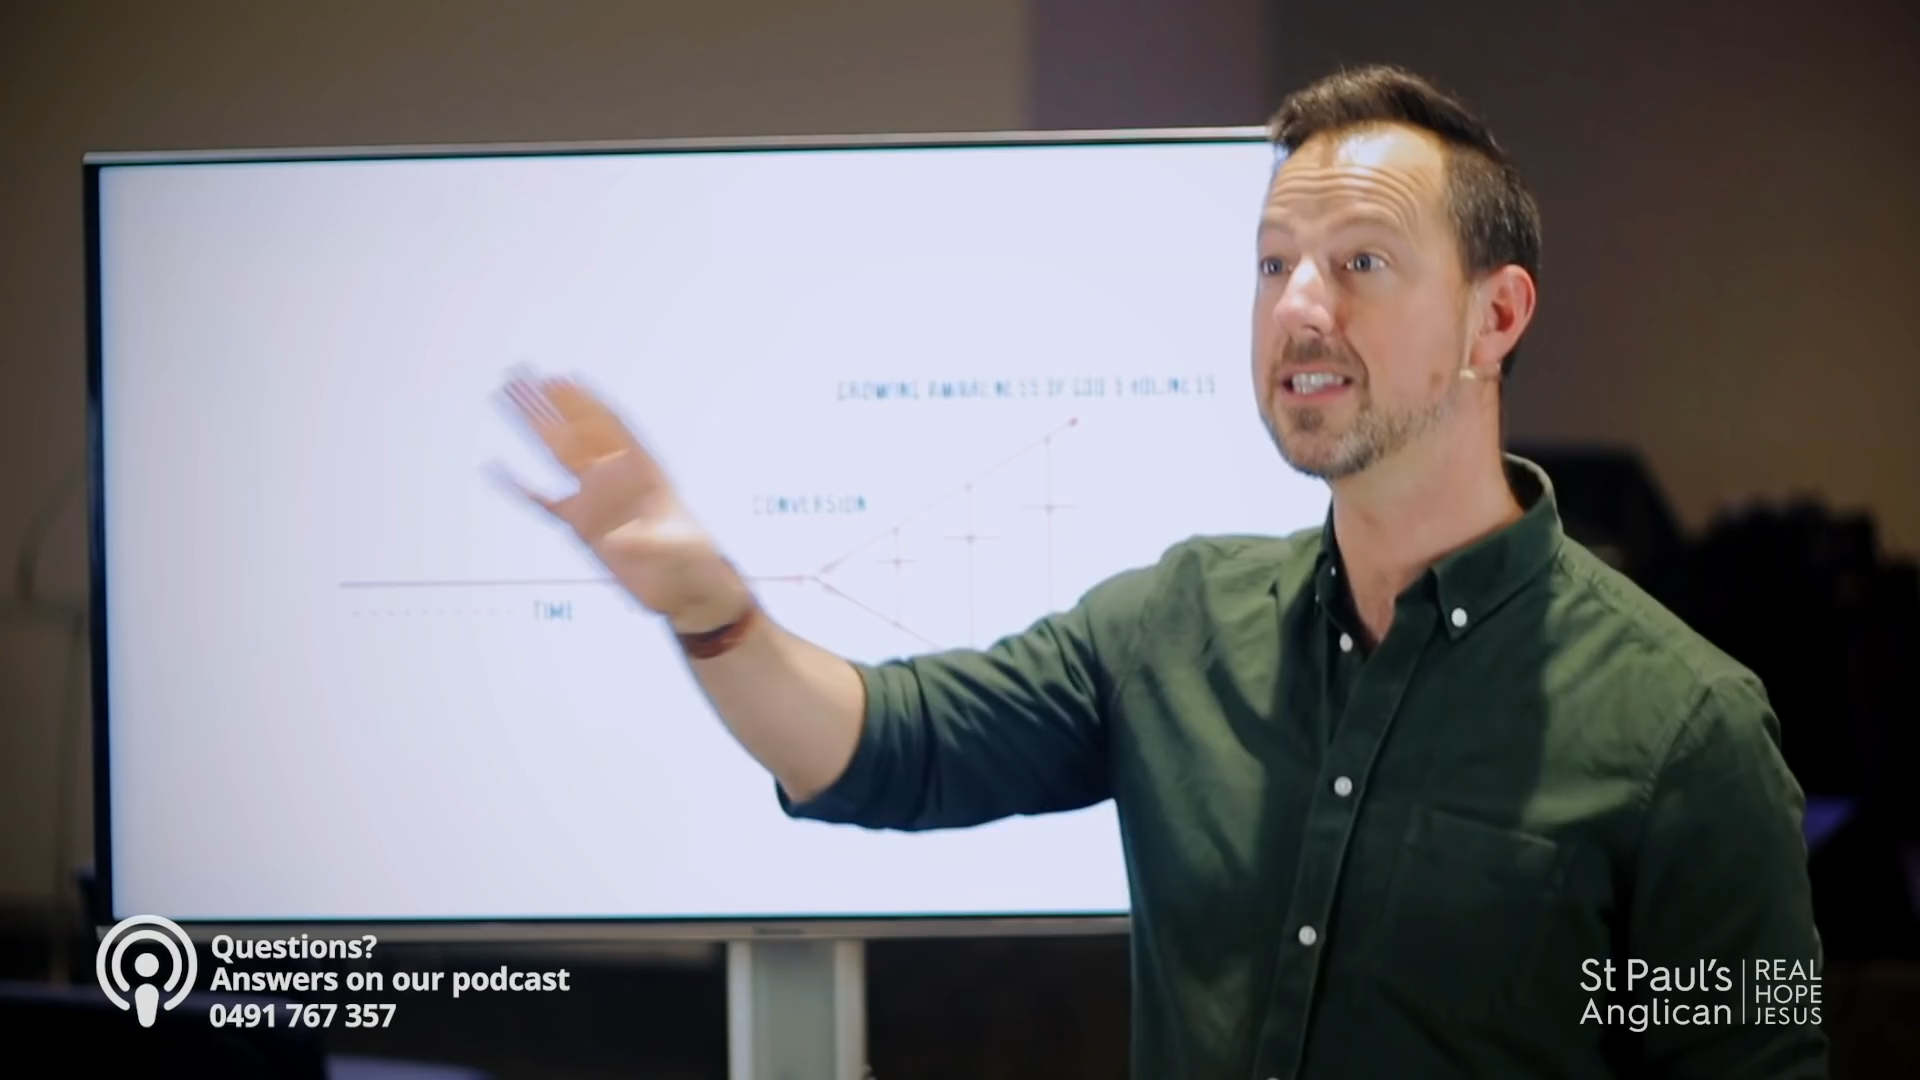 GROWING AWARENESS OF GOD'S HOLINESS
CONVERSION
TIME
Questions?
Answers on our podcast
0491 767 357
St Paul's
Anglican
REAL
HOPE
JESUS